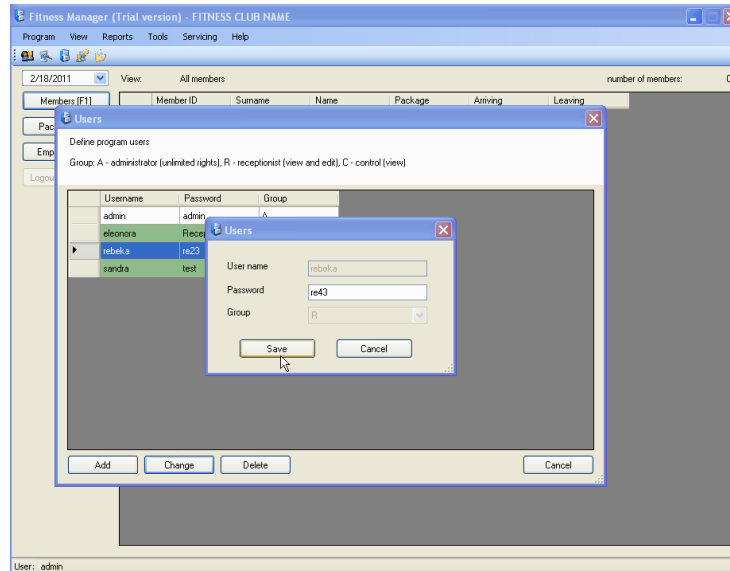 Fitness Manager (Trial version) - FITNESS CLUB NAME
Program View Reports Tools Servicing Help
2/18/2011 View: All members number of members:
Members [F1] Member ID Surname Name Package Arriving Leaving
Pac
Emp
Logou
Users
Define program users
Group: A - administrator (unlimited rights), R - receptionist (view and edit), C - control (view)
Username Password Group
admin admin A
eleonora Recep
rebeka re23
sandra test
Users
User name rebeka
Password re43
Group R
Save Cancel
Add Change Delete Cancel
User: admin